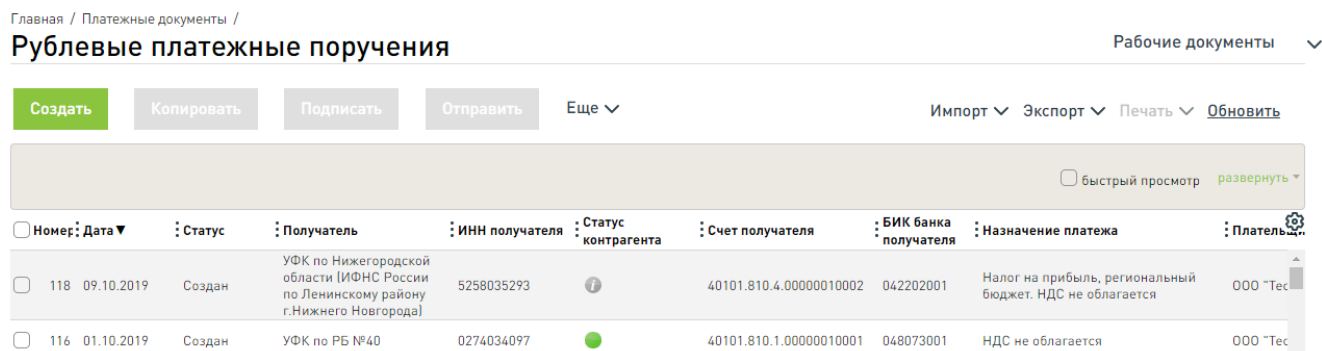 Главная / Платежные документы /
Рублевые платежные поручения
Рабочие документы
Создать Копировать Подписать Отправить Еще
Импорт Экспорт Печать Обновить
быстрый просмотр развернуть
Номер Дата▼ Статус Получатель ИНН получателя Статус контрагента Счет получателя БИК банка получателя Назначение платежа
118 09.10.2019 Создан
УФК по Нижегородской
области (ИФНС России
по Ленинскому району
г.Нижнего Новгорода)
5258035293 40101.810.4.00000010002 042202001
Налог на прибыль, региональный
бюджет. НДС не облагается
ООО
116 01.10.2019 Создан УФК по РБ №40 0274034097 40101.810.1.00000010001 048073001 НДС не облагается ООО